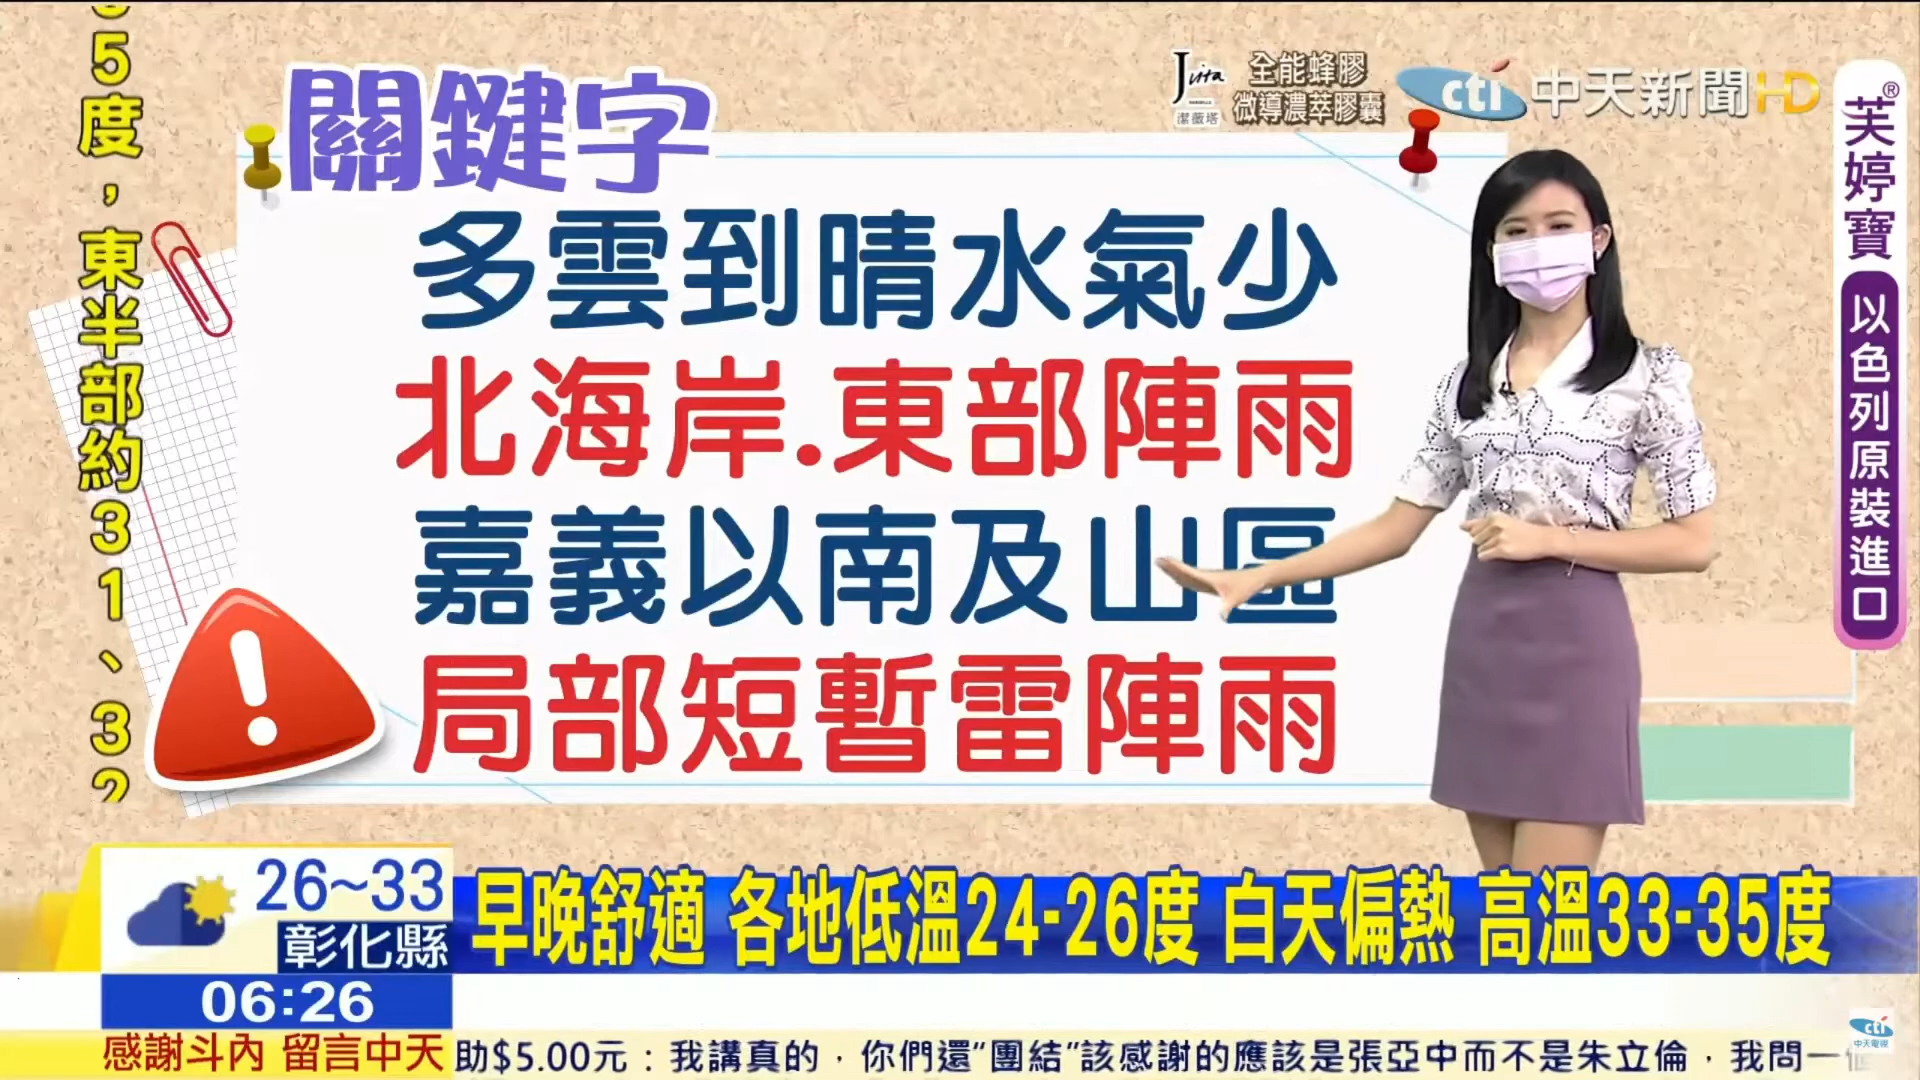 5度，東半部約31、32
關鍵字
多雲到晴水氣少
北海岸.東部陣雨
嘉義以南及山區
局部短暫雷陣雨
Jvita
潔薇塔
全能蜂膠
微導濃萃膠囊
cti 中天新聞HD
芙婷寶®
以色列原裝進口
26~33
彰化縣
06:26
早晚舒適 各地低溫24-26度 白天偏熱 高溫33-35度
感謝斗內 留言中天
助$5.00元：我講真的，你們還"團結"該感謝的應該是張亞中而不是朱立倫，我問一
cti
中天電視